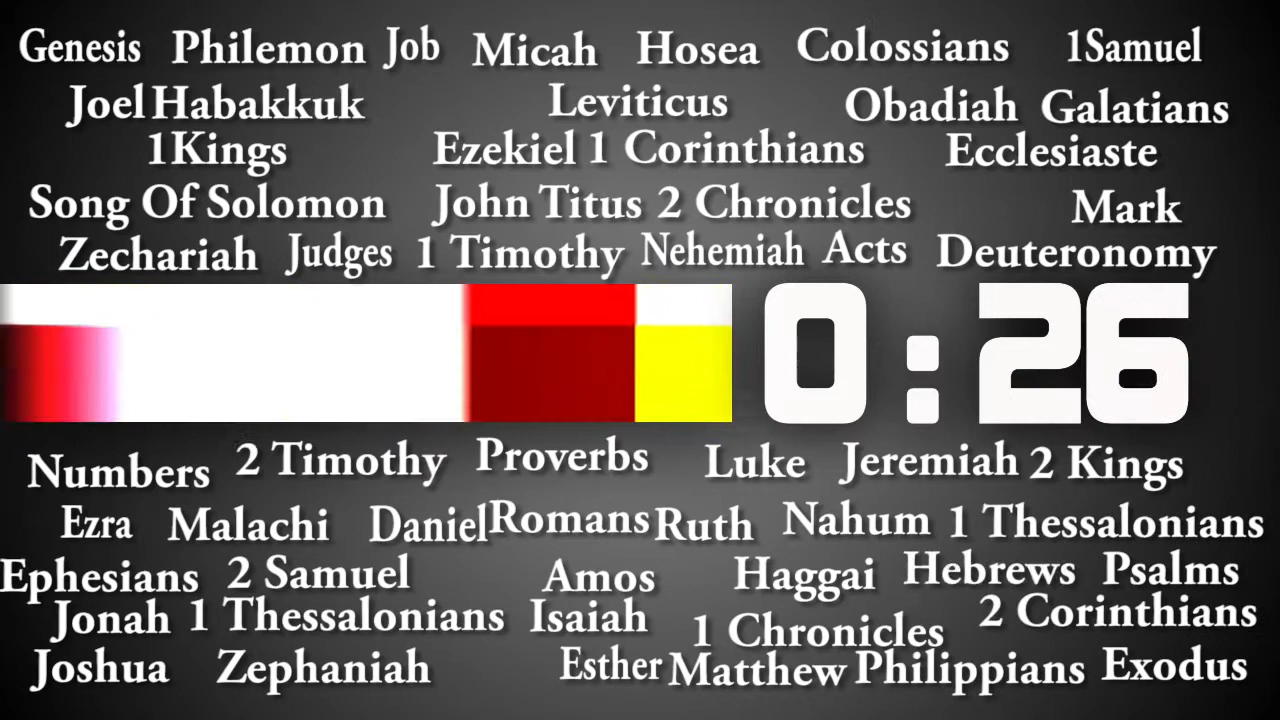 Genesis Philemon Job Micah Hosea Colossians 1Samuel
Joel Habakkuk Leviticus Obadiah Galatians
1Kings Ezekiel 1 Corinthians Ecclesiaste
Song Of Solomon John Titus 2 Chronicles Mark
Zechariah Judges 1 Timothy Nehemiah Acts Deuteronomy
0:26
Numbers 2 Timothy Proverbs Luke Jeremiah 2 Kings
Ezra Malachi Daniel Romans Ruth Nahum 1 Thessalonians
Ephesians 2 Samuel Amos Haggai Hebrews Psalms
Jonah 1 Thessalonians Isaiah 1 Chronicles 2 Corinthians
Joshua Zephaniah Esther Matthew Philippians Exodus